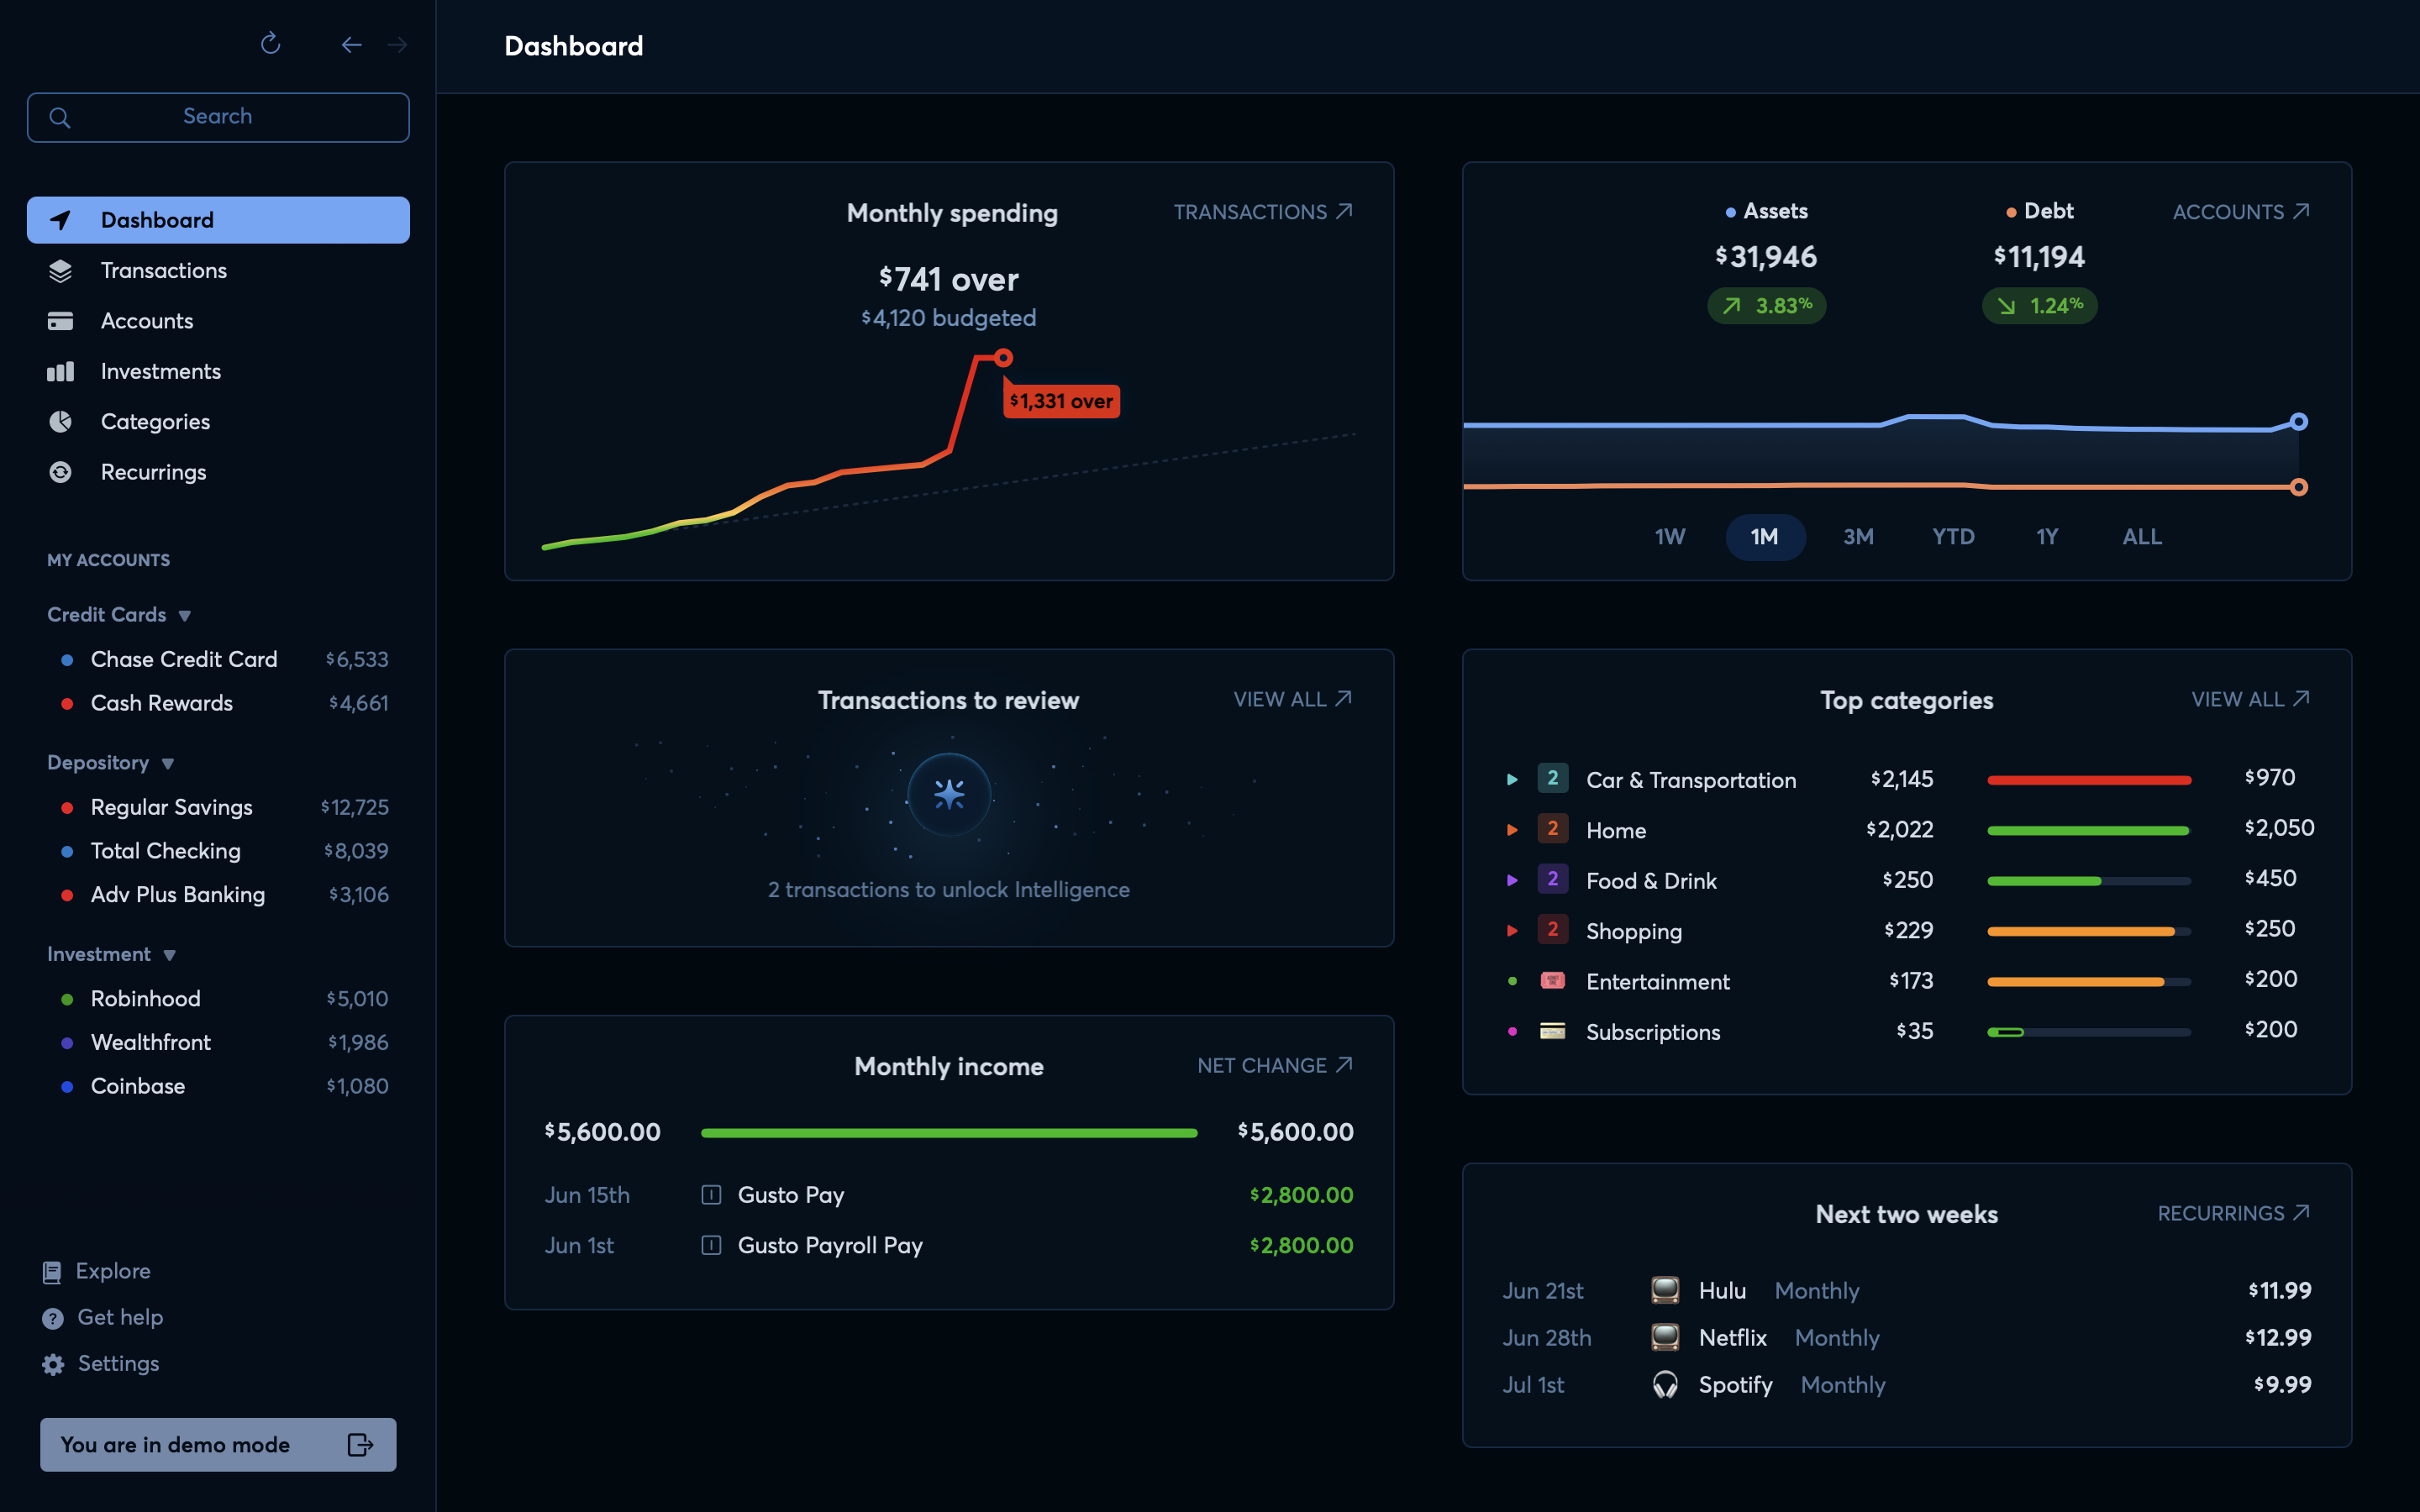 Search
Dashboard
Transactions
Accounts
Investments
Categories
Recurrings
MY ACCOUNTS
Credit Cards
Chase Credit Card $6,533
Cash Rewards $4,661
Depository
Regular Savings $12,725
Total Checking $8,039
Adv Plus Banking $3,106
Investment
Robinhood $5,010
Wealthfront $1,986
Coinbase $1,080
Explore
Get help
Settings
You are in demo mode
Dashboard
Monthly spending TRANSACTIONS
$741 over
$4,120 budgeted
$1,331 over
Assets Debt ACCOUNTS
$31,946 $11,194
3.83% 1.24%
1W 1M 3M YTD 1Y ALL
Transactions to review VIEW ALL
2 transactions to unlock Intelligence
Top categories VIEW ALL
2 Car & Transportation $2,145 $970
2 Home $2,022 $2,050
2 Food & Drink $250 $450
2 Shopping $229 $250
Entertainment $173 $200
Subscriptions $35 $200
Monthly income NET CHANGE
$5,600.00 $5,600.00
Jun 15th Gusto Pay $2,800.00
Jun 1st Gusto Payroll Pay $2,800.00
Next two weeks RECURRINGS
Jun 21st Hulu Monthly $11.99
Jun 28th Netflix Monthly $12.99
Jul 1st Spotify Monthly $9.99